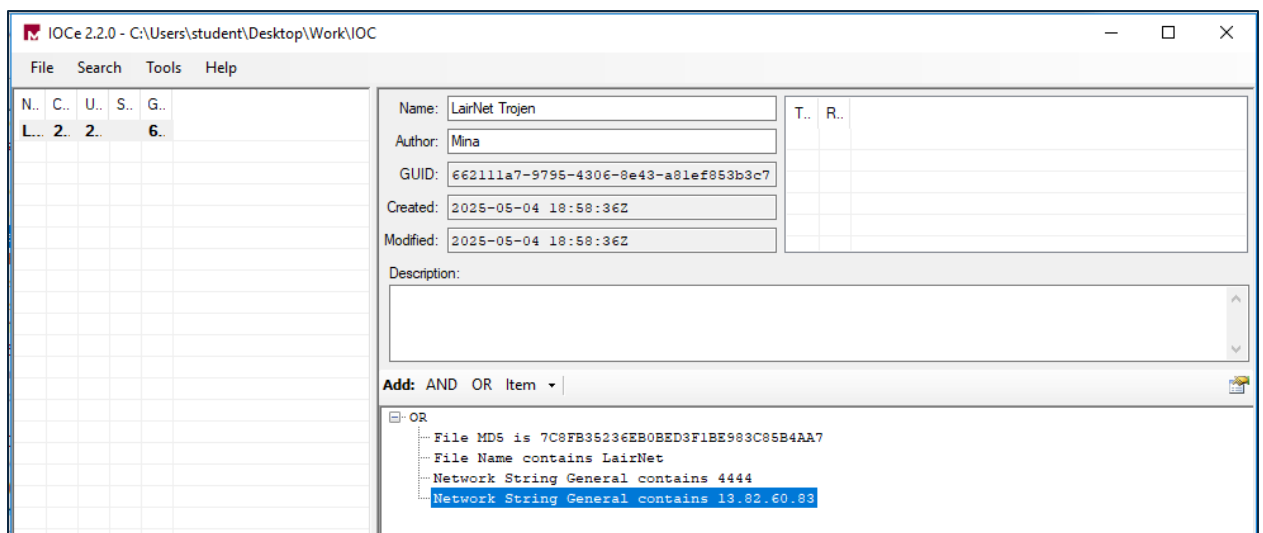 IOCe 2.2.0 - C:\Users\student\Desktop\Work\IOC
File Search Tools Help
N.. C.. U.. S.. G..
L... 2.. 2.. 6..
Name: LairNet Trojen
T.. R..
Author: Mina
GUID: 662111a7-9795-4306-8e43-a81ef853b3c7
Created: 2025-05-04 18:58:36Z
Modified: 2025-05-04 18:58:36Z
Description:
Add: AND OR Item
OR
File MD5 is 7C8FB35236EB0BED3F1BE983C85B4AA7
File Name contains LairNet
Network String General contains 4444
Network String General contains 13.82.60.83